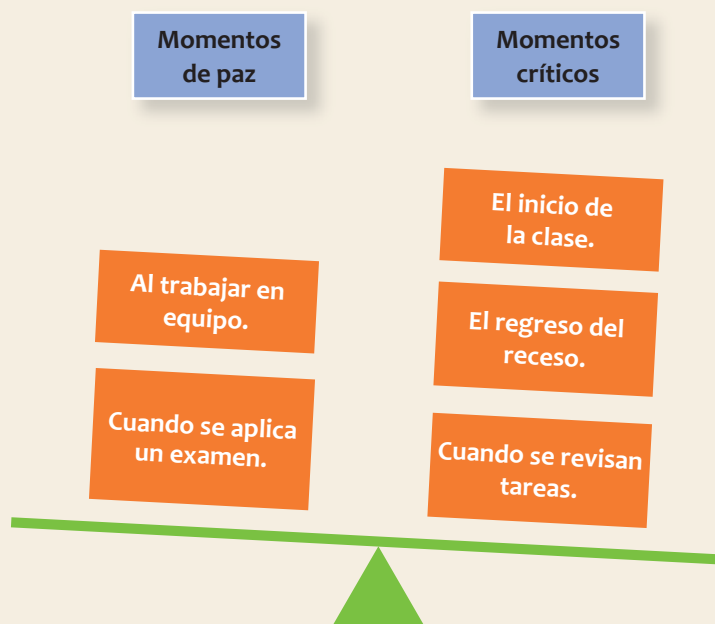 Momentos
de paz
Al trabajar en
equipo.
Cuando se aplica
un examen.
Momentos
críticos
El inicio de
la clase.
El regreso del
receso.
Cuando se revisan
tareas.